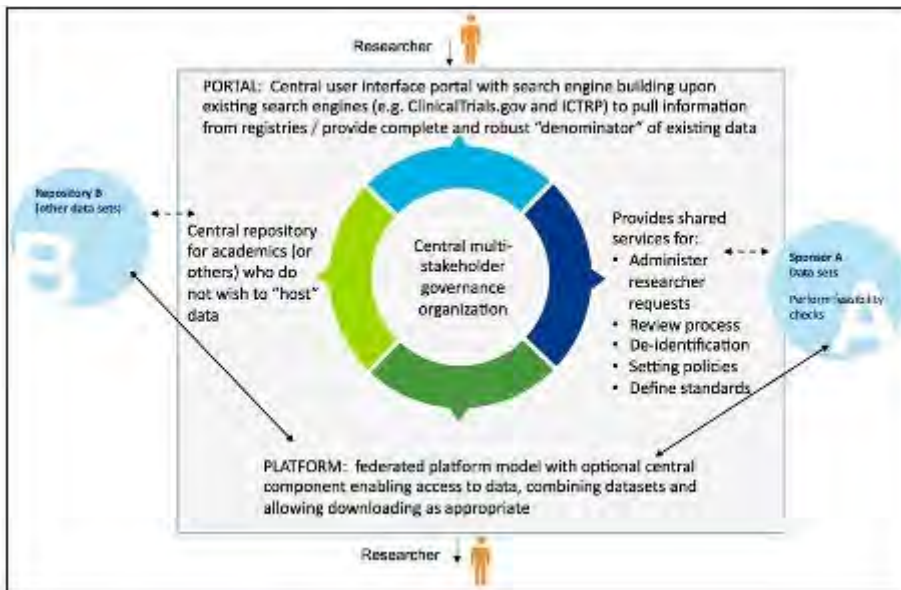 Researcher
PORTAL: Central user interface portal with search engine building upon
existing search engines (e.g. ClinicalTrials.gov and ICTRP) to pull information
from registries / provide complete and robust "denominator" of existing data
Repository B
(other data sets)
B
Central repository
for academics (or
others) who do
not wish to "host"
data
Central multi-
stakeholder
governance
organization
Provides shared
services for:
• Administer
researcher
requests
• Review process
• De-identification
• Setting policies
• Define standards
Sponsor A
Data sets
Perform feasibility
checks
A
PLATFORM: federated platform model with optional central
component enabling access to data, combining datasets and
allowing downloading as appropriate
Researcher